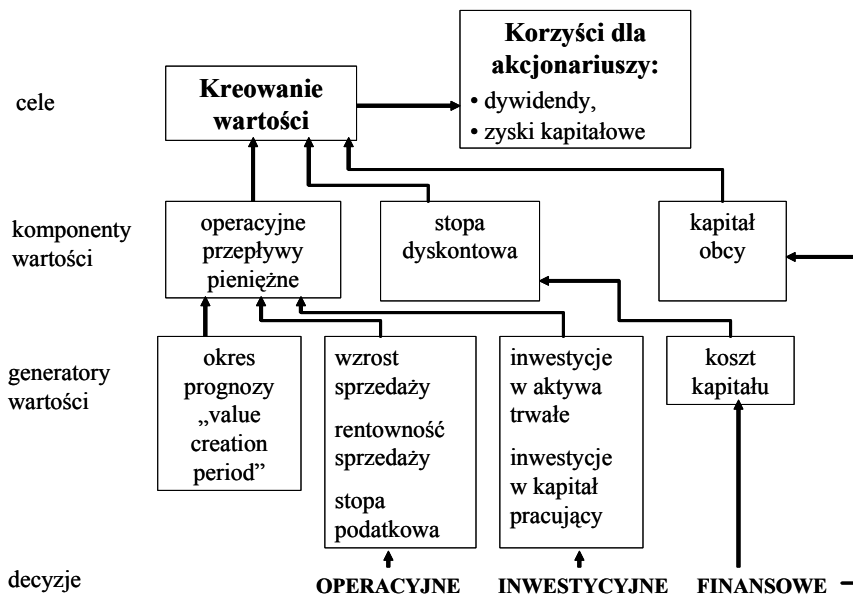 cele
Kreowanie
wartości
Korzyści dla
akcjonariuszy:
• dywidendy,
• zyski kapitałowe
komponenty
wartości
operacyjne
przepływy
pieniężne
stopa
dyskontowa
kapitał
obcy
generatory
wartości
okres
prognozy
„value
creation
period”
wzrost
sprzedaży
rentowność
sprzedaży
stopa
podatkowa
inwestycje
w aktywa
trwałe
inwestycje
w kapitał
pracujący
koszt
kapitału
decyzje
OPERACYJNE
INWESTYCYJNE
FINANSOWE